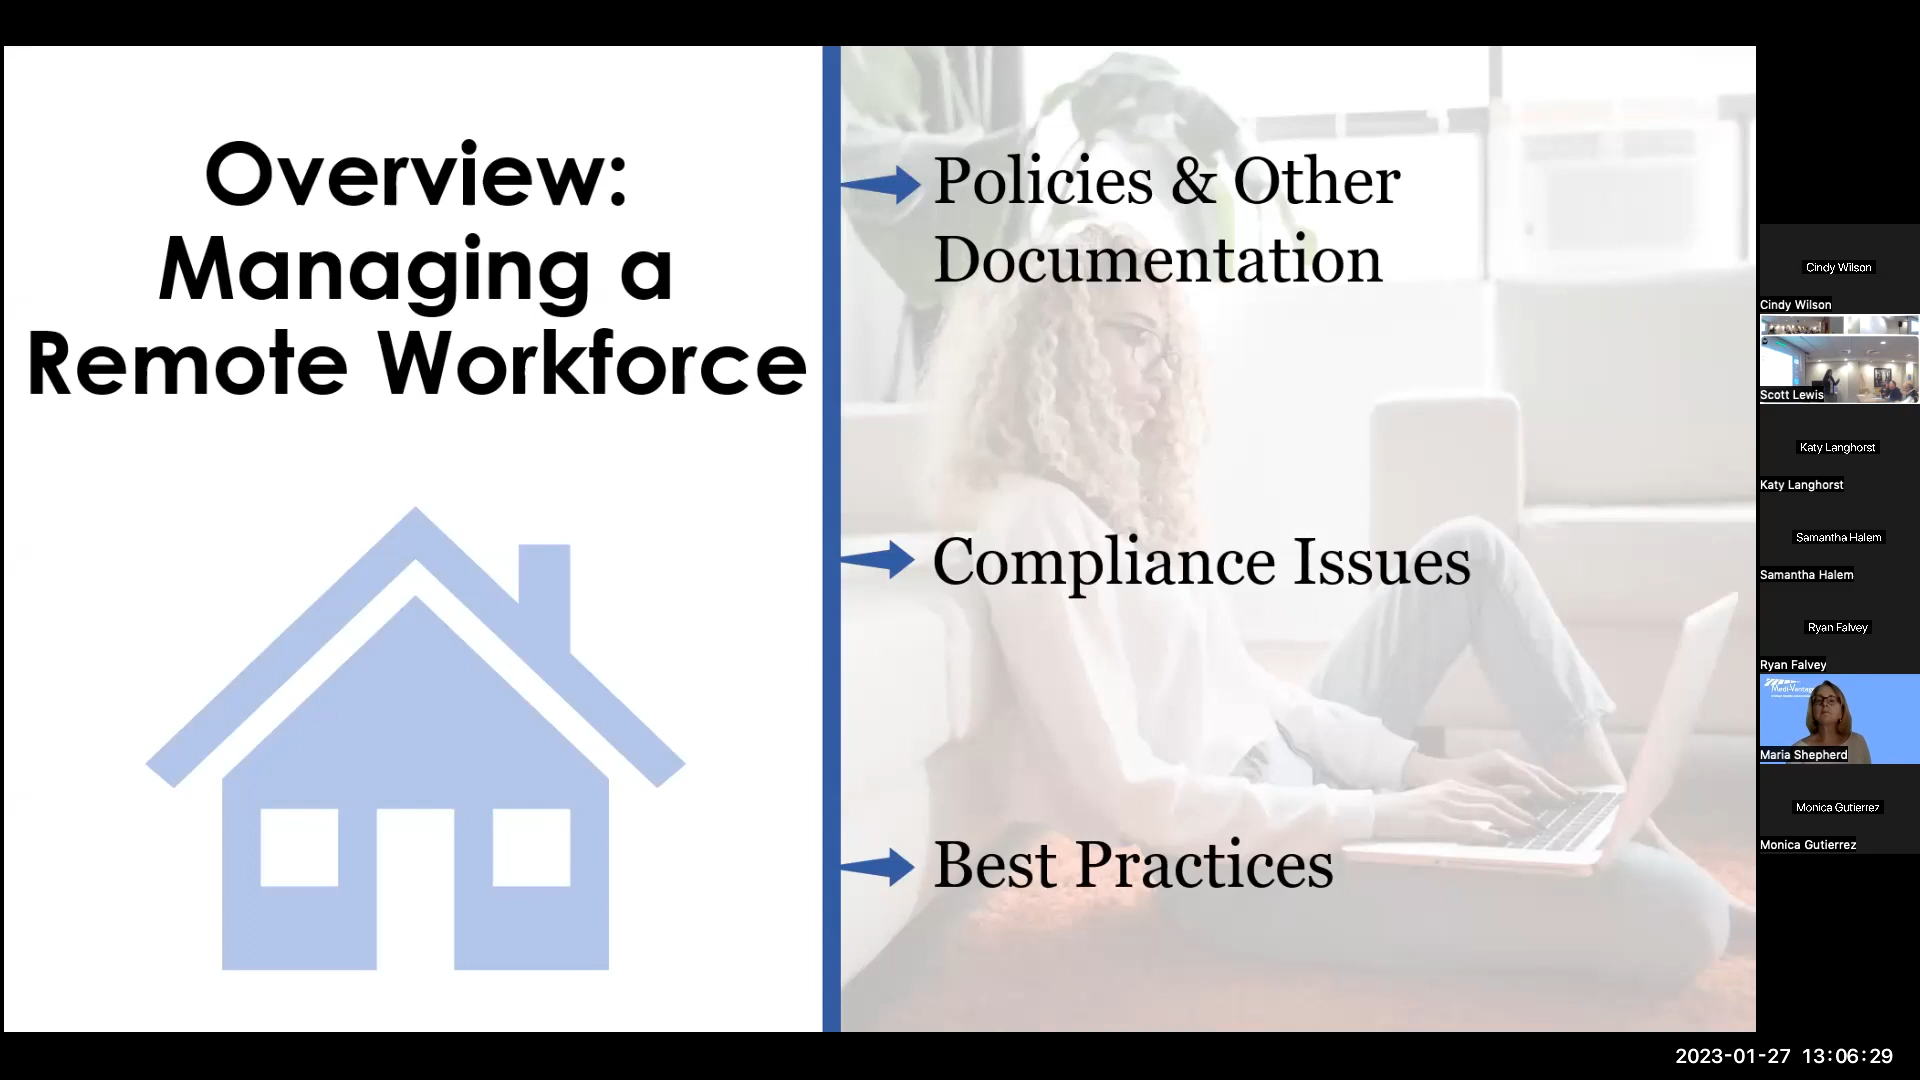 Overview:
Managing a
Remote Workforce
Policies & Other
Documentation
Compliance Issues
Best Practices
Cindy Wilson
Cindy Wilson
Scott Lewis
Katy Langhorst
Katy Langhorst
Samantha Halem
Samantha Halem
Ryan Falvey
Ryan Falvey
Medi-Vantage
Maria Shepherd
Monica Gutierrez
Monica Gutierrez
2023-01-27 13:06:29